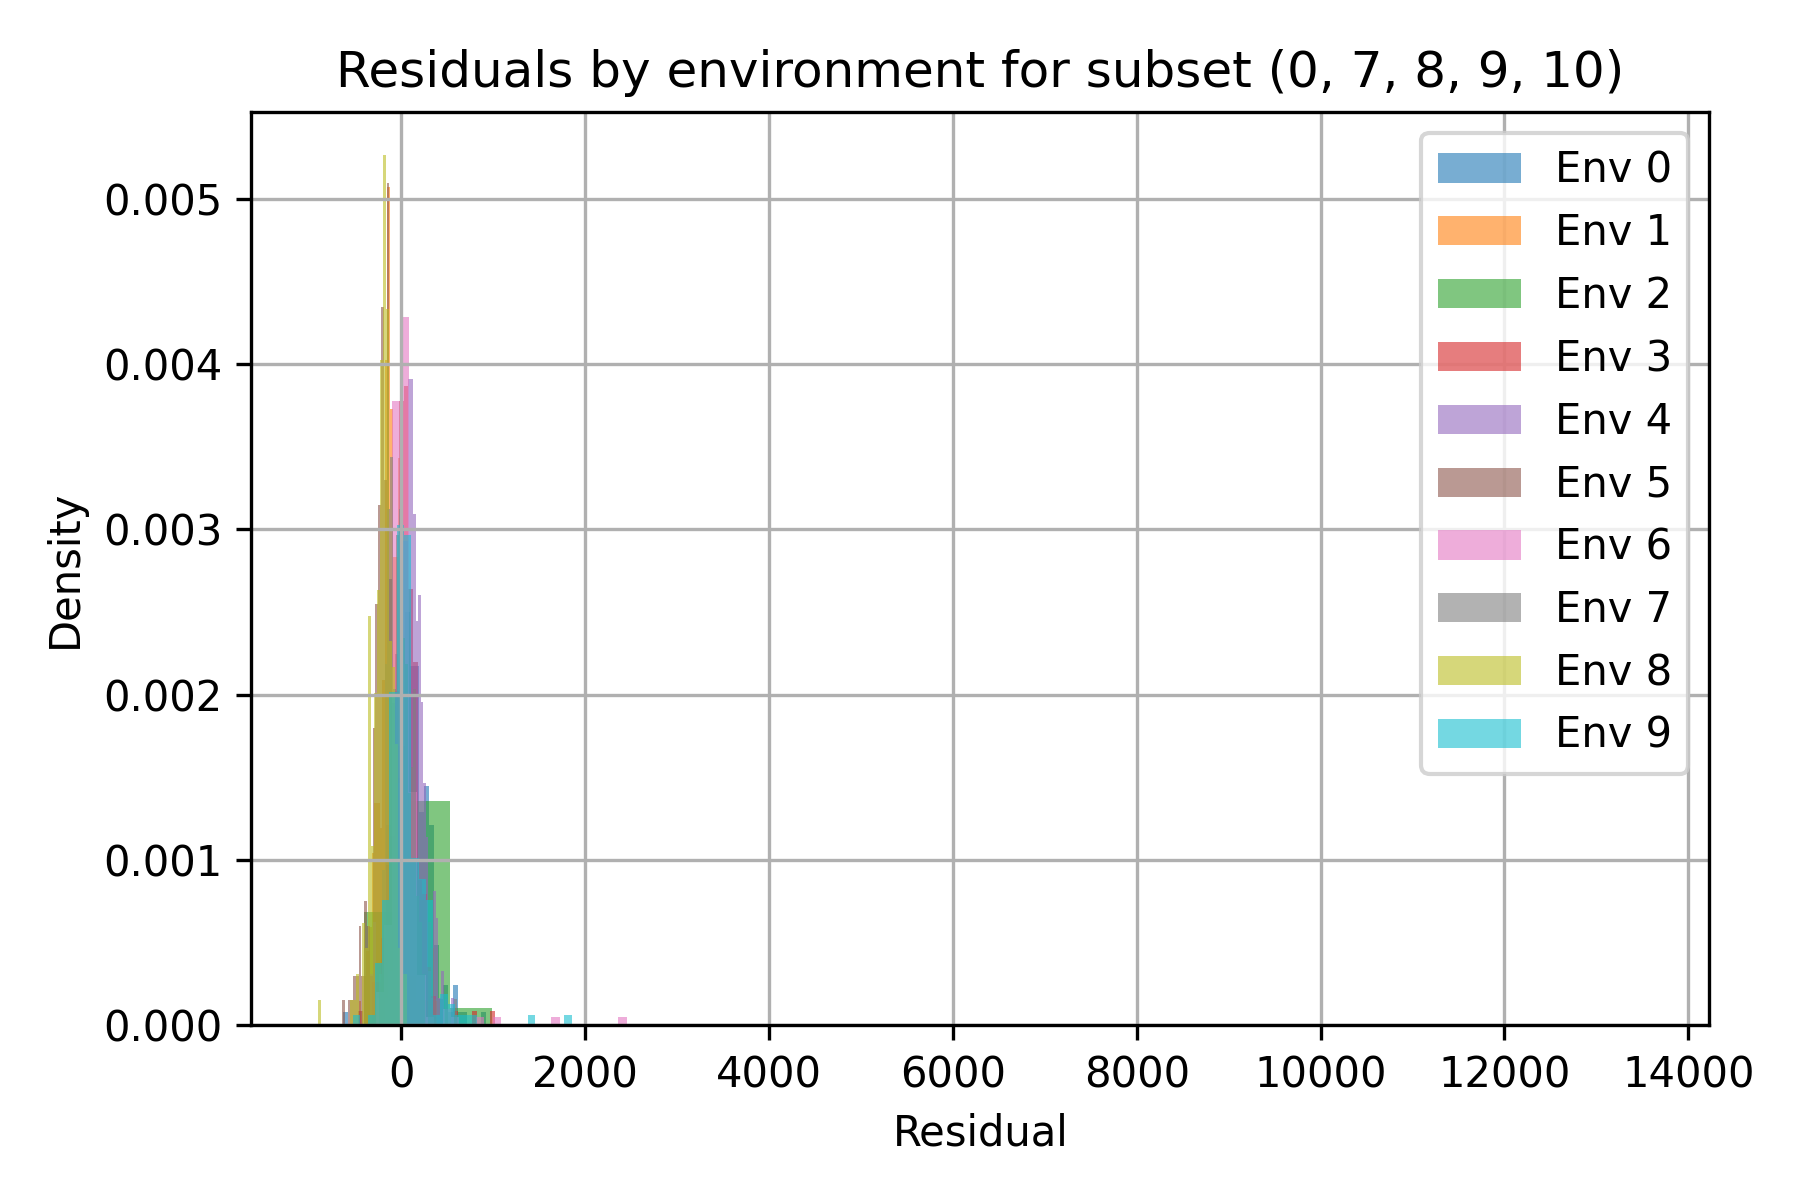 Residuals by environment for subset (0, 7, 8, 9, 10)
Density
0.005
0.004
0.003
0.002
0.001
0.000
Env 0
Env 1
Env 2
Env 3
Env 4
Env 5
Env 6
Env 7
Env 8
Env 9
0 2000 4000 6000 8000 10000 12000 14000
Residual